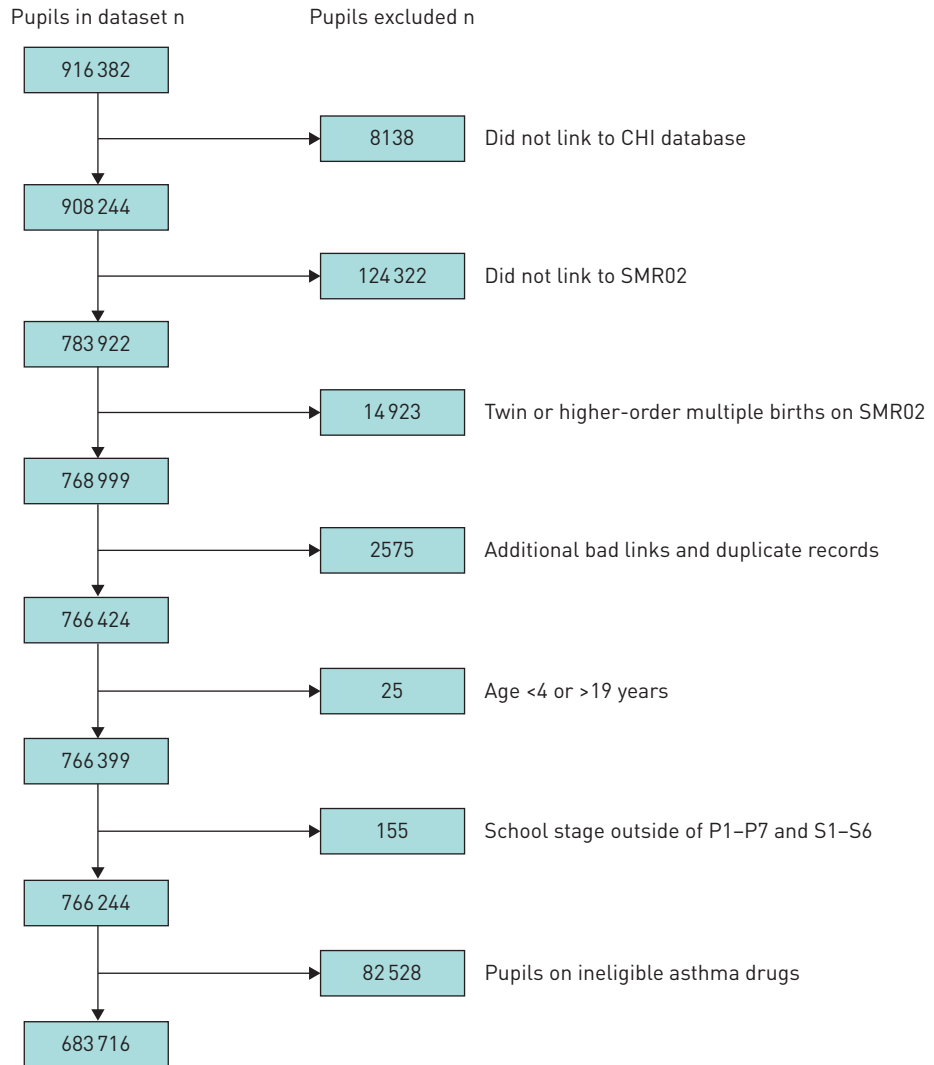 Pupils in dataset n
Pupils excluded n
916 382
8138
Did not link to CHI database
908 244
124 322
Did not link to SMR02
783 922
14 923
Twin or higher-order multiple births on SMR02
768 999
2575
Additional bad links and duplicate records
766 424
25
Age <4 or >19 years
766 399
155
School stage outside of P1–P7 and S1–S6
766 244
82 528
Pupils on ineligible asthma drugs
683 716